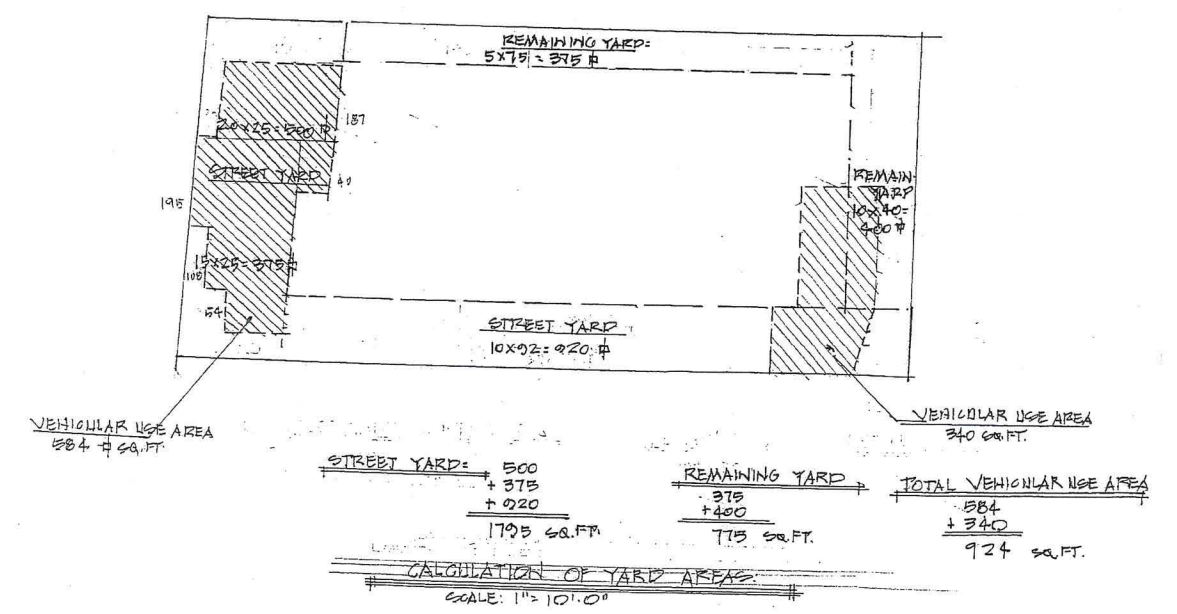 REMAINING YARD:
5X75 = 375 ⏍
20X25=500 ⏍
187
STREET YARD
40
195
REMAIN-
YARD
10X40=
400 ⏍
15X25=375 ⏍
108
54
STREET YARD
10X92=920 ⏍
VEHICULAR USE AREA
584 ⏍ SQ.FT.
VEHICULAR USE AREA
340 SQ.FT.
STREET YARD: 500
+ 375
+ 920
1795 SQ.FT.
REMAINING YARD
375
+400
775 SQ.FT.
TOTAL VEHICULAR USE AREA
584
+ 340
924 SQ.FT.
CALCULATION OF YARD AREAS:
SCALE: 1"=10'.0"